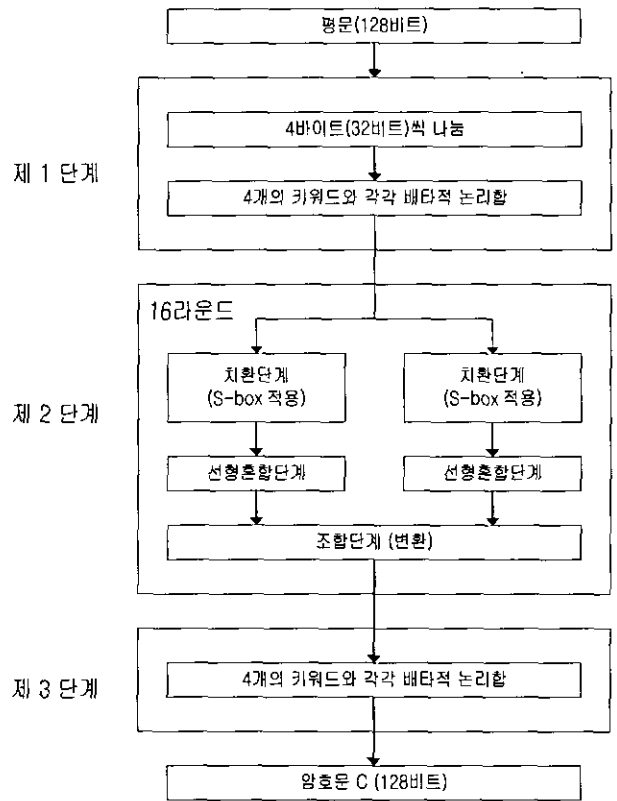 평문(128비트)
4바이트(32비트)씩 나눔
제 1 단계
4개의 키워드와 각각 배타적 논리합
16라운드
치환단계
(S-box 적용)
치환단계
(S-box 적용)
제 2 단계
선형혼합단계
선형혼합단계
조합단계 (변환)
제 3 단계
4개의 키워드와 각각 배타적 논리합
암호문 C (128비트)